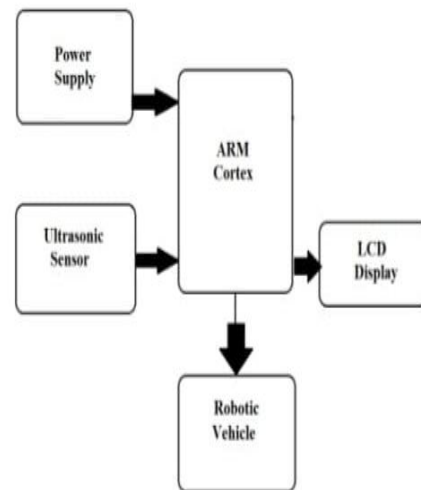 Power
Supply
ARM
Cortex
Ultrasonic
Sensor
LCD
Display
Robotic
Vehicle